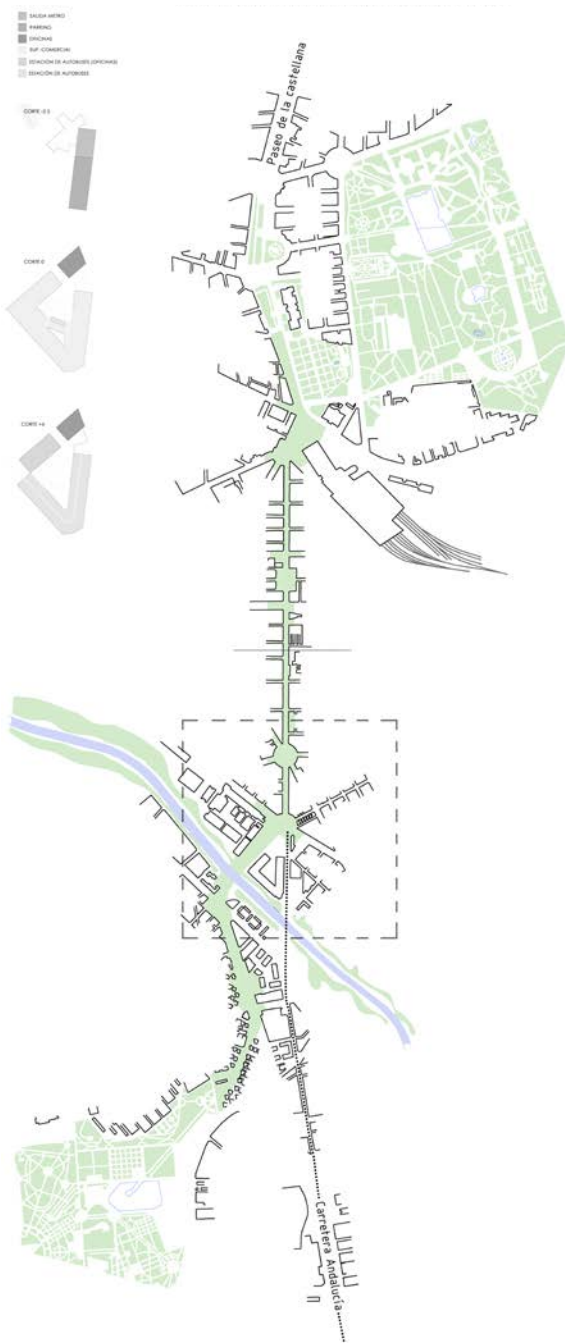 SALIDA METRO
PARKING
OFICINAS
SUP. COMERCIAL
ESTACIÓN DE AUTOBUSES (OFICINAS)
ESTACIÓN DE AUTOBUSES
CORTE -2.5
CORTE 0
CORTE +6
Paseo de la castellana
Carretera Andalucía